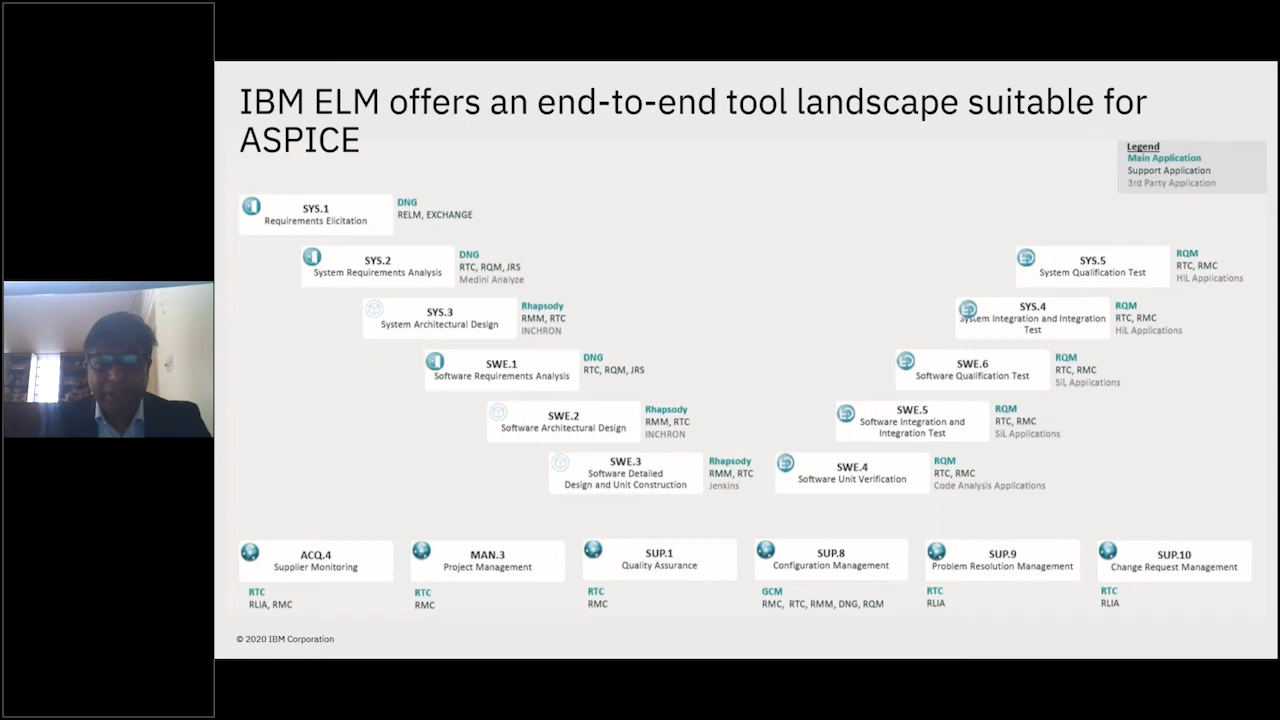 IBM ELM offers an end-to-end tool landscape suitable for
ASPICE
Legend
Main Application
Support Application
3rd Party Application
SYS.1
Requirements Elicitation
DNG
RELM, EXCHANGE
SYS.2
System Requirements Analysis
DNG
RTC, RQM, JRS
Medini Analyze
SYS.5
System Qualification Test
RQM
RTC, RMC
HiL Applications
SYS.3
System Architectural Design
Rhapsody
RMM, RTC
INCHRON
SYS.4
System Integration and Integration
Test
RQM
RTC, RMC
HiL Applications
SWE.1
Software Requirements Analysis
DNG
RTC, RQM, JRS
SWE.6
Software Qualification Test
RQM
RTC, RMC
SiL Applications
SWE.2
Software Architectural Design
Rhapsody
RMM, RTC
INCHRON
SWE.5
Software Integration and
Integration Test
RQM
RTC, RMC
SiL Applications
SWE.3
Software Detailed
Design and Unit Construction
Rhapsody
RMM, RTC
Jenkins
SWE.4
Software Unit Verification
RQM
RTC, RMC
Code Analysis Applications
ACQ.4
Supplier Monitoring
RTC
RLIA, RMC
MAN.3
Project Management
RTC
RMC
SUP.1
Quality Assurance
RTC
RMC
SUP.8
Configuration Management
GCM
RMC, RTC, RMM, DNG, RQM
SUP.9
Problem Resolution Management
RTC
RLIA
SUP.10
Change Request Management
RTC
RLIA
© 2020 IBM Corporation